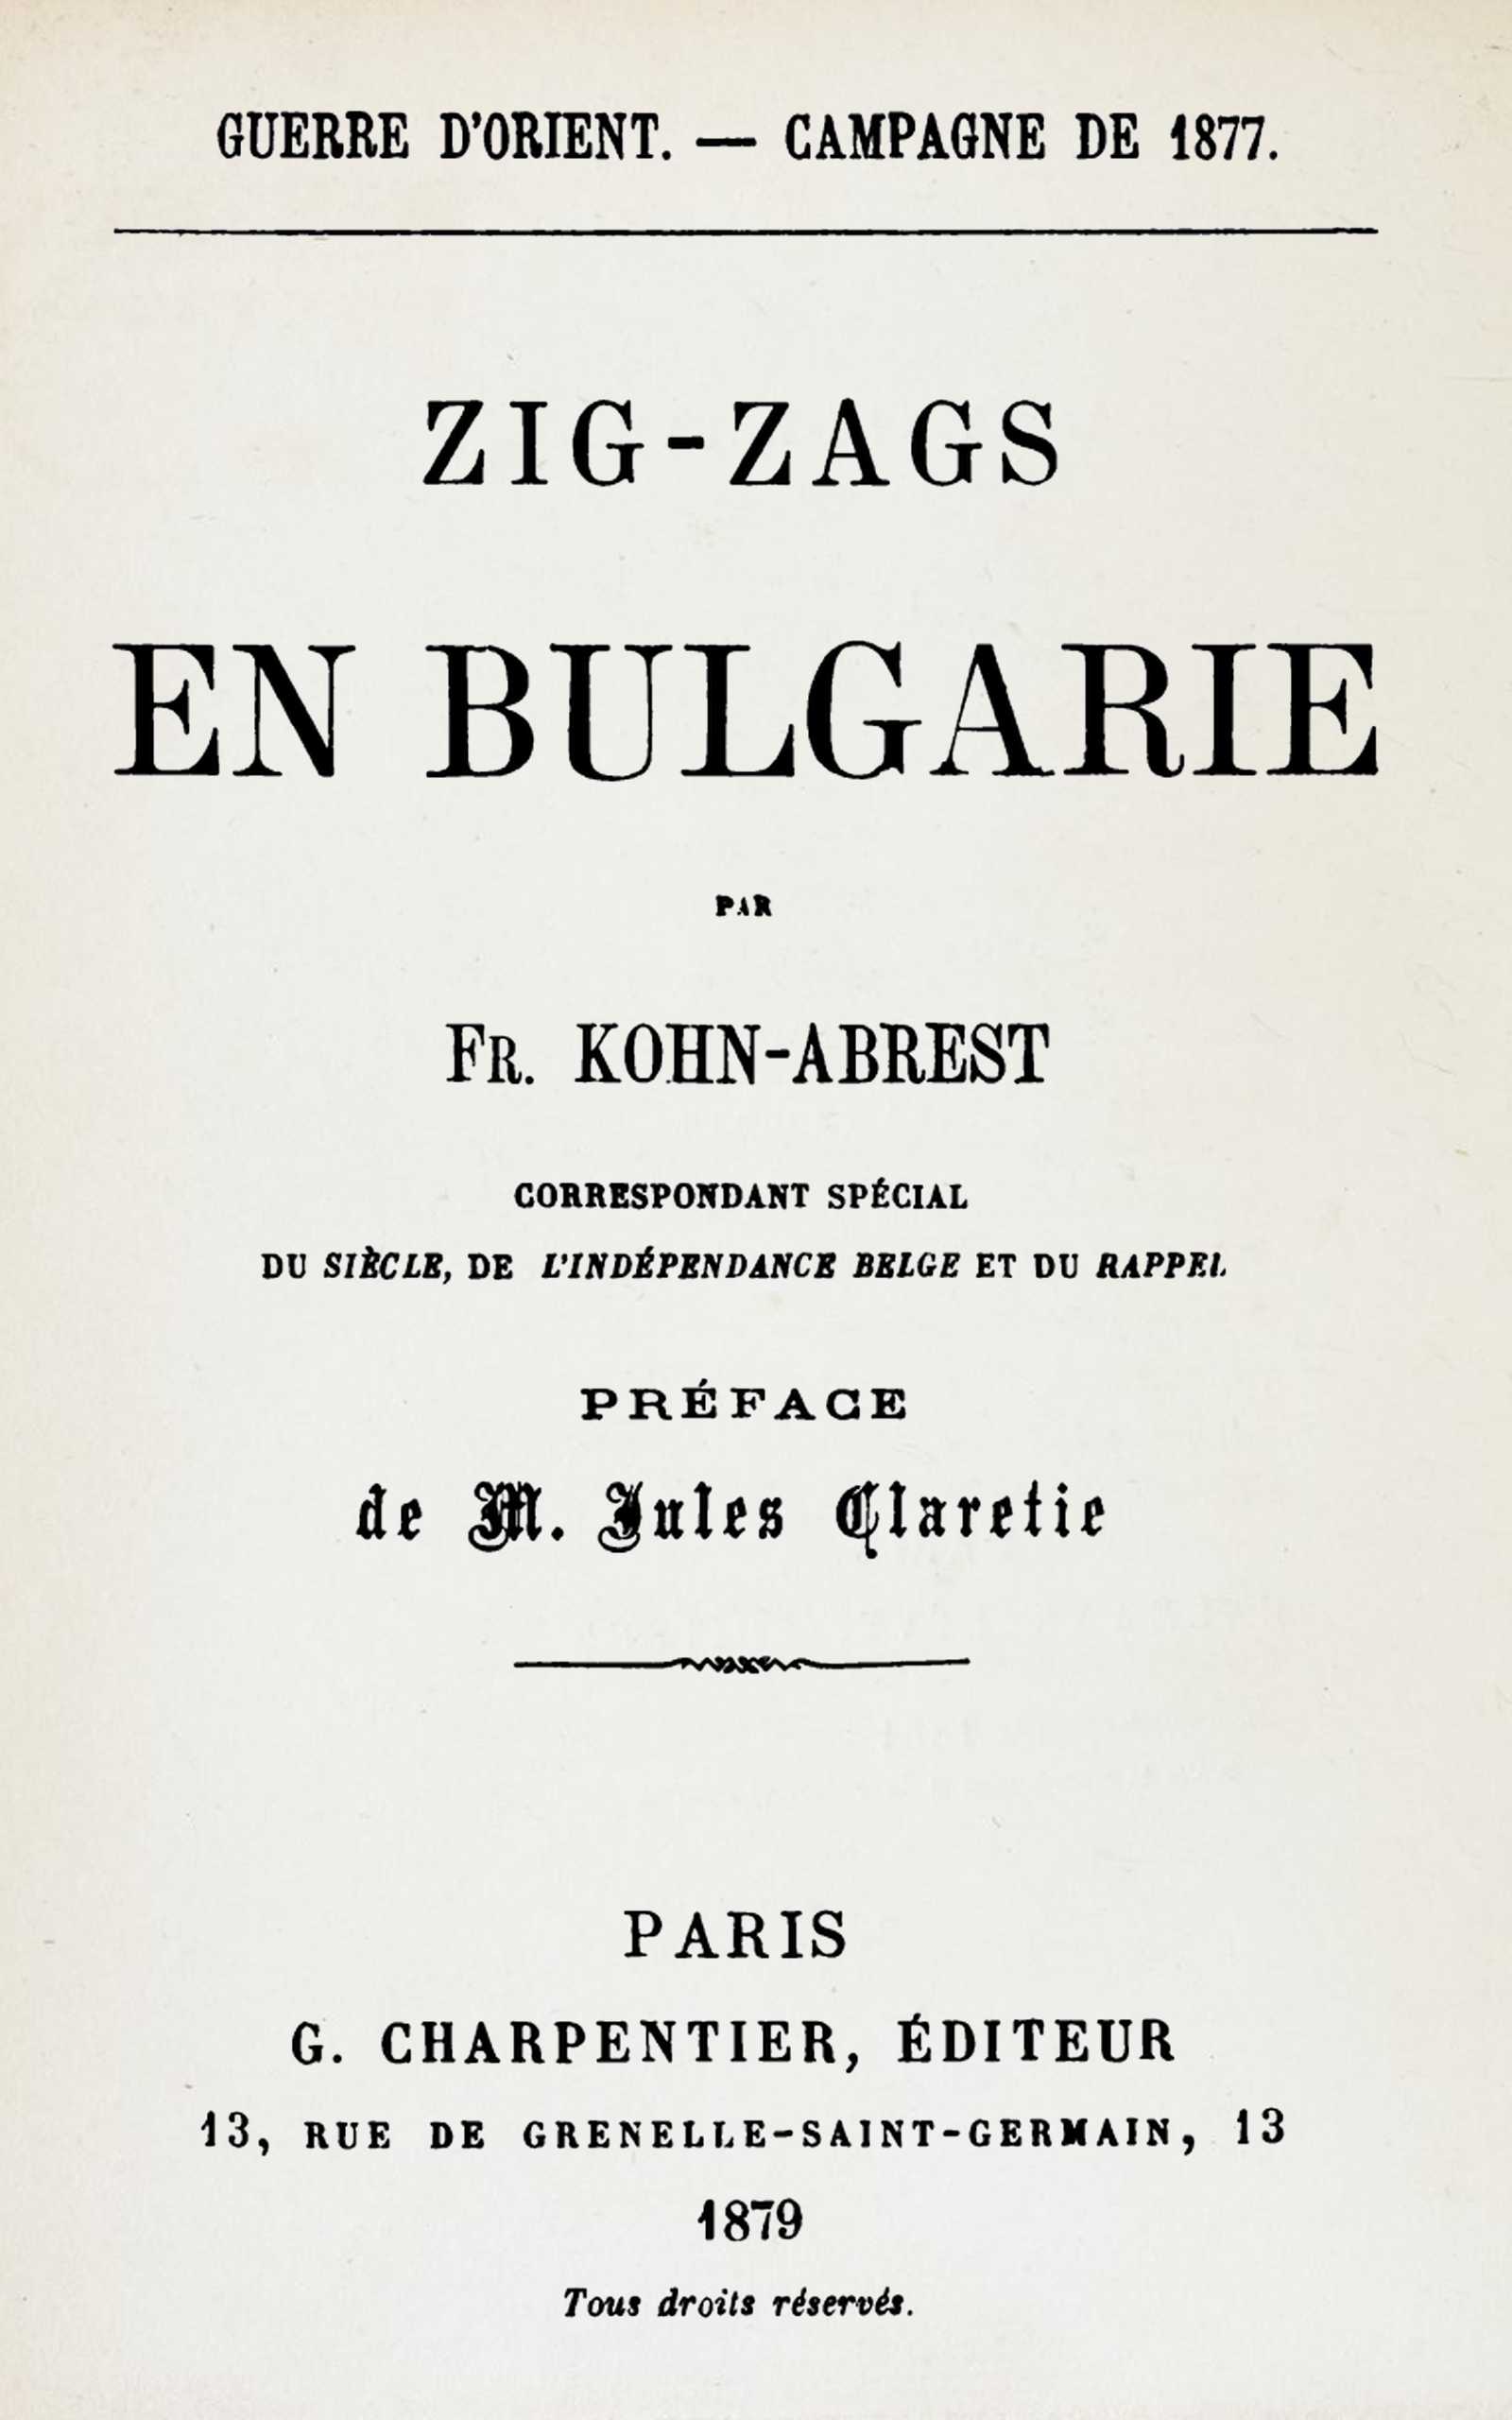 GUERRE D'ORIENT. — CAMPAGNE DE 1877.
ZIG-ZAGS
EN BULGARIE
PAR
FR. KOHN-ABREST
CORRESPONDANT SPÉCIAL
DU SIÈCLE, DE L'INDÉPENDANCE BELGE ET DU RAPPEL
PRÉFACE
de M. Jules Claretie
PARIS
G. CHARPENTIER, ÉDITEUR
13, RUE DE GRENELLE-SAINT-GERMAIN, 13
1879
Tous droits réservés.